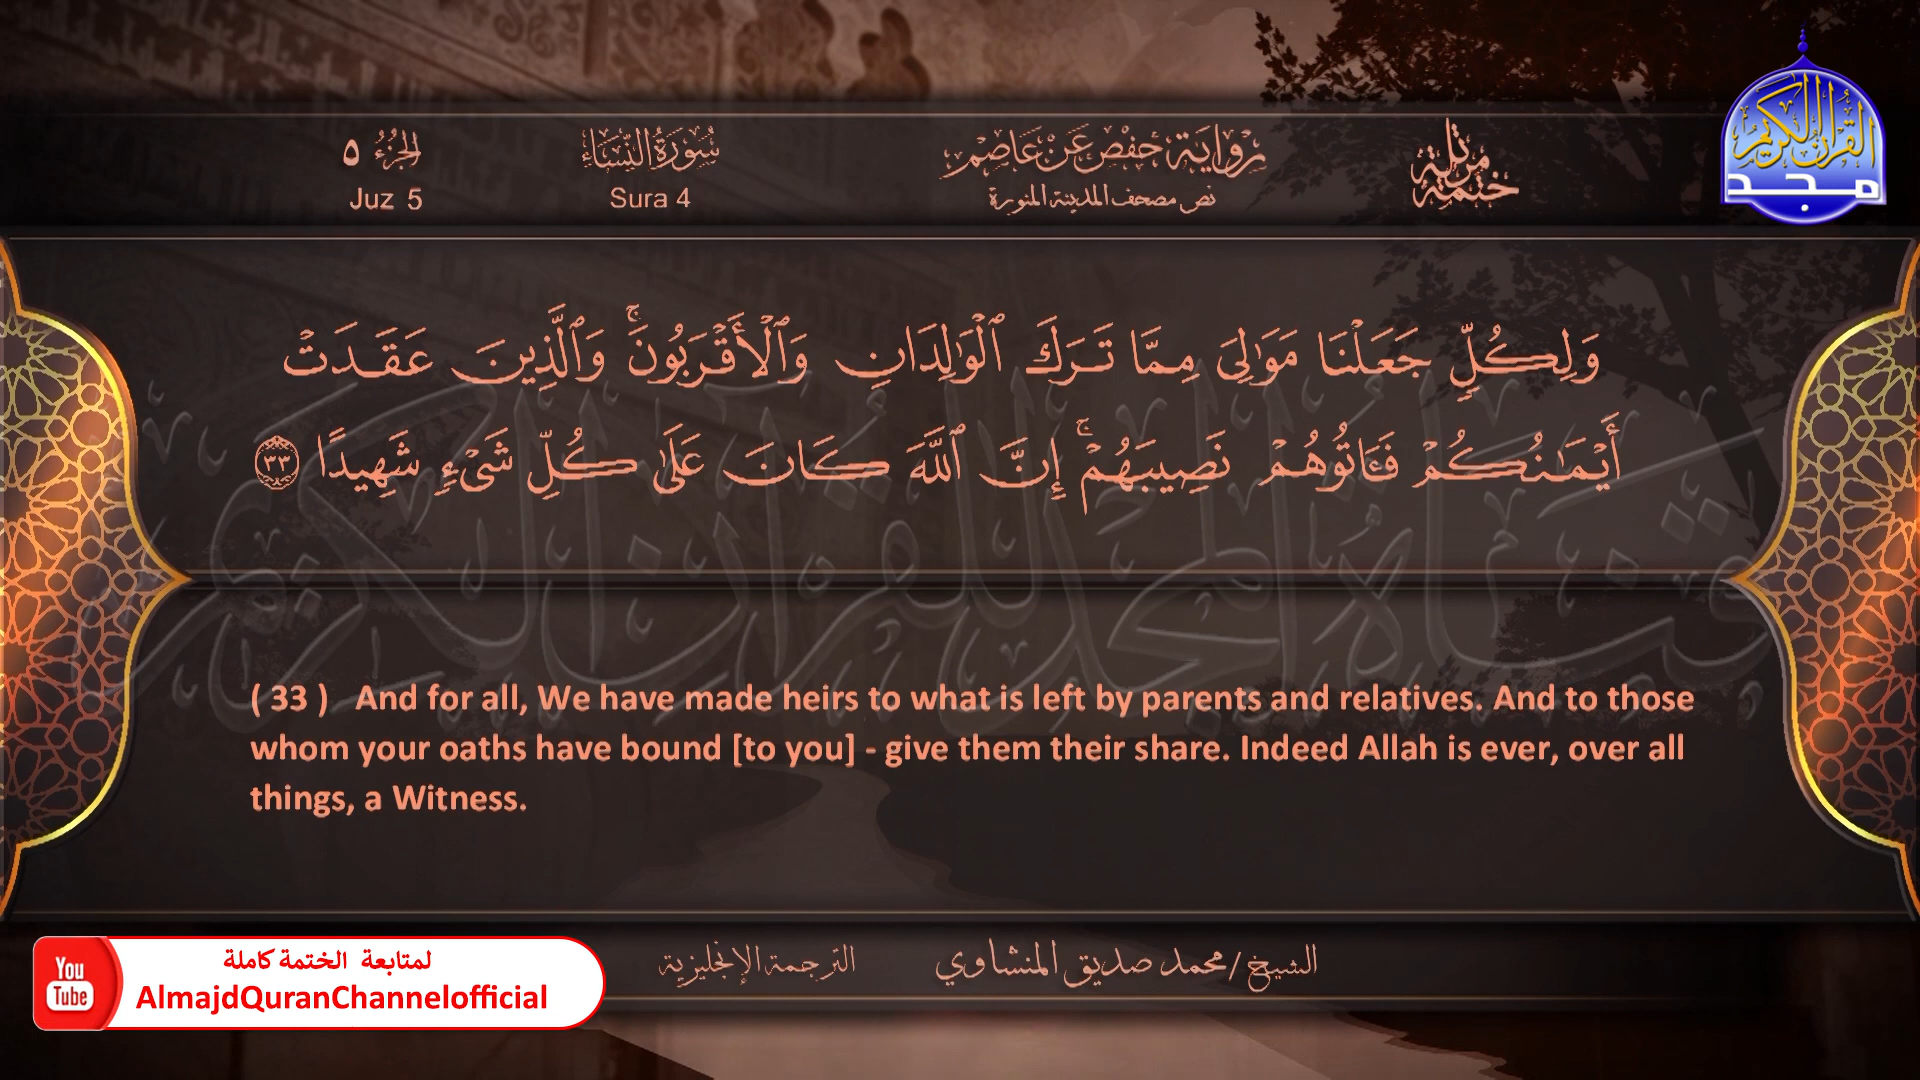 ختمة مرتلة
رواية حفص عن عاصم
نص مصحف المدينة المنورة
سورة النساء
Sura 4
الجزء ٥
Juz 5
القرآن الكريم
مجد
وَلِكُلٍّ جَعَلْنَا مَوَٰلِىَ مِمَّا تَرَكَ ٱلْوَٰلِدَانِ وَٱلْأَقْرَبُونَ ۚ وَٱلَّذِينَ عَقَدَتْ
أَيْمَـٰنُكُمْ فَـَٔاتُوهُمْ نَصِيبَهُمْ ۚ إِنَّ ٱللَّهَ كَانَ عَلَىٰ كُلِّ شَىْءٍ شَهِيدًا ٣٣
قناة المجد للقرآن الكريم
( 33 ) And for all, We have made heirs to what is left by parents and relatives. And to those
whom your oaths have bound [to you] - give them their share. Indeed Allah is ever, over all
things, a Witness.
الشيخ / محمد صديق المنشاوي
الترجمة الإنجليزية
You
Tube
لمتابعة الختمة كاملة
AlmajdQuranChannelofficial